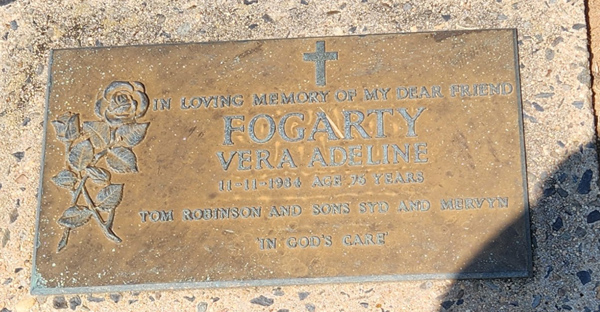 IN LOVING MEMORY OF MY DEAR FRIEND
FOGARTY
VERA ADELINE
11-11-1984 AGE 75 YEARS
TOM ROBINSON AND SONS SYD AND MERVYN
'IN GOD'S CARE'